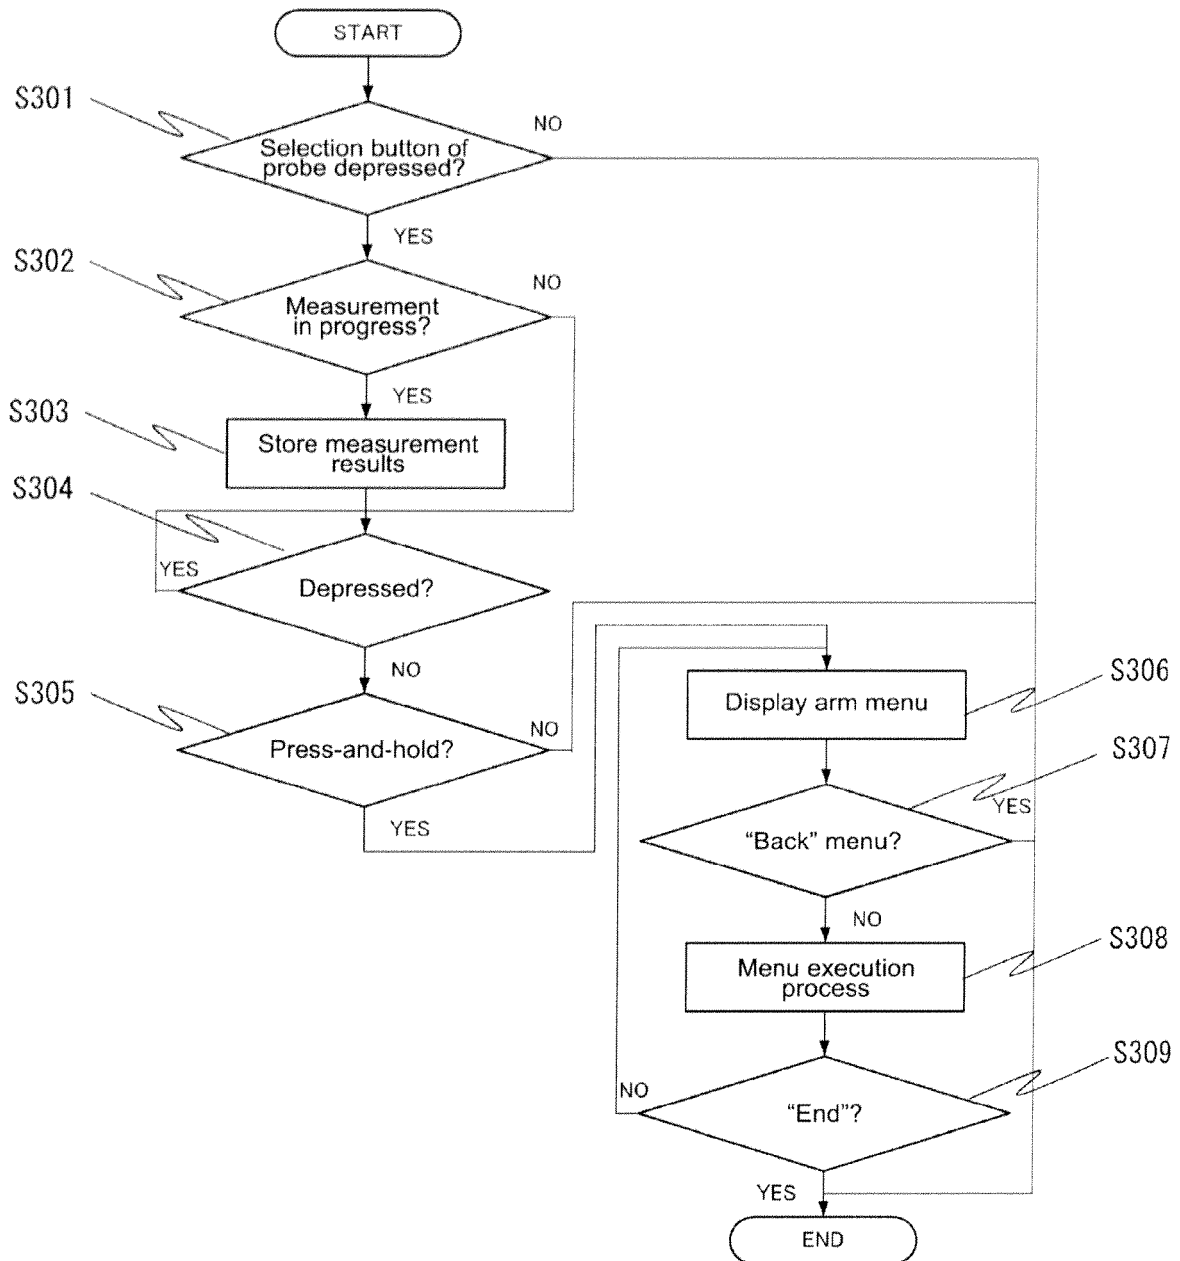 START
S301
NO
Selection button of
probe depressed?
YES
S302
NO
Measurement
in progress?
YES
S303
Store measurement
results
S304
YES
Depressed?
NO
S305
NO
Press-and-hold?
YES
Display arm menu
S306
S307
YES
“Back” menu?
NO
S308
Menu execution
process
S309
NO
“End”?
YES
END